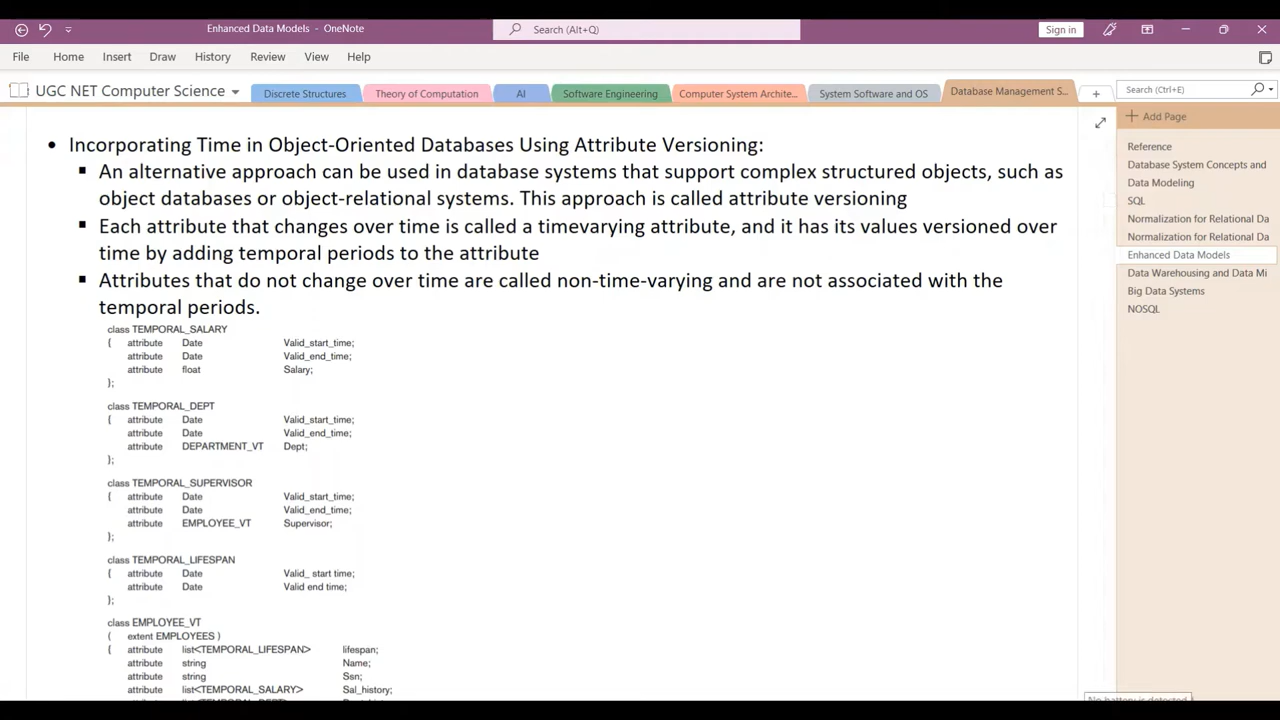 Enhanced Data Models - OneNote
Search (Alt+Q)
Sign in
File Home Insert Draw History Review View Help
UGC NET Computer Science
Discrete Structures Theory of Computation AI Software Engineering Computer System Archite... System Software and OS Database Management S...
Search (Ctrl+E)
Add Page
Reference
Database System Concepts and
Data Modeling
SQL
Normalization for Relational Da
Normalization for Relational Da
Enhanced Data Models
Data Warehousing and Data Mi
Big Data Systems
NOSQL
• Incorporating Time in Object-Oriented Databases Using Attribute Versioning:
▪ An alternative approach can be used in database systems that support complex structured objects, such as
object databases or object-relational systems. This approach is called attribute versioning
▪ Each attribute that changes over time is called a timevarying attribute, and it has its values versioned over
time by adding temporal periods to the attribute
▪ Attributes that do not change over time are called non-time-varying and are not associated with the
temporal periods.
class TEMPORAL_SALARY
{ attribute Date Valid_start_time;
attribute Date Valid_end_time;
attribute float Salary;
};
class TEMPORAL_DEPT
{ attribute Date Valid_start_time;
attribute Date Valid_end_time;
attribute DEPARTMENT_VT Dept;
};
class TEMPORAL_SUPERVISOR
{ attribute Date Valid_start_time;
attribute Date Valid_end_time;
attribute EMPLOYEE_VT Supervisor;
};
class TEMPORAL_LIFESPAN
{ attribute Date Valid_ start time;
attribute Date Valid end time;
};
class EMPLOYEE_VT
( extent EMPLOYEES )
{ attribute list<TEMPORAL_LIFESPAN> lifespan;
attribute string Name;
attribute string Ssn;
attribute list<TEMPORAL_SALARY> Sal_history;
No battery is detected